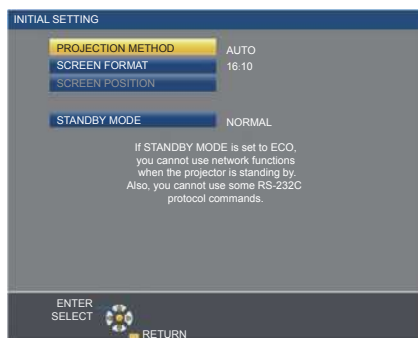 INITIAL SETTING
PROJECTION METHOD AUTO
SCREEN FORMAT 16:10
SCREEN POSITION
STANDBY MODE NORMAL
If STANDBY MODE is set to ECO,
you cannot use network functions
when the projector is standing by.
Also, you cannot use some RS-232C
protocol commands.
ENTER
SELECT
RETURN